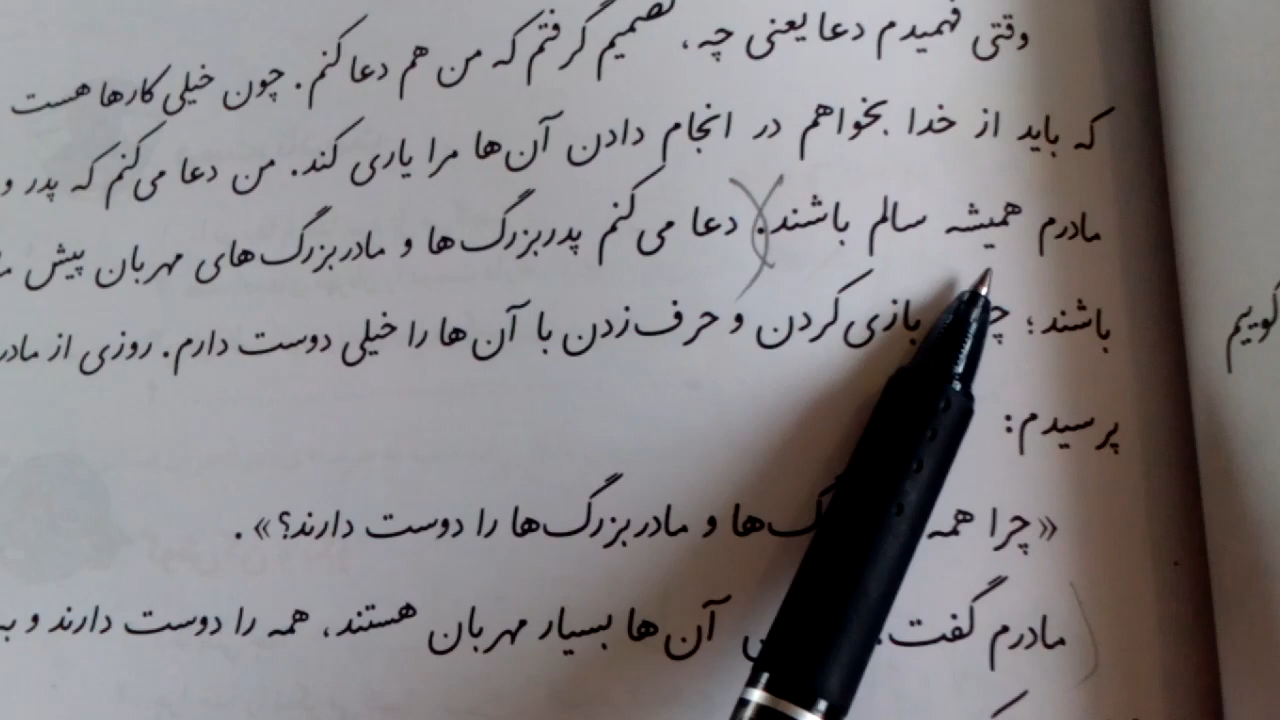 وقتی فهمیدم دعا یعنی چه، تصمیم گرفتم که من هم دعا کنم. چون خیلی کارها هست
که باید از خدا بخواهم در انجام دادن آن‌ها مرا یاری کند. من دعا می‌کنم که پدر و
مادرم همیشه سالم باشند. دعا می‌کنم پدربزرگ‌ها و مادربزرگ‌های مهربان پیش
باشند؛ بازی‌کردن و حرف‌زدن با آن‌ها را خیلی دوست دارم. روزی از
پرسیدم:
«چرا همه و مادربزرگ‌ها را دوست دارند؟».
مادرم گفت: آن‌ها بسیار مهربان هستند، همه را دوست دارند و
گوییم